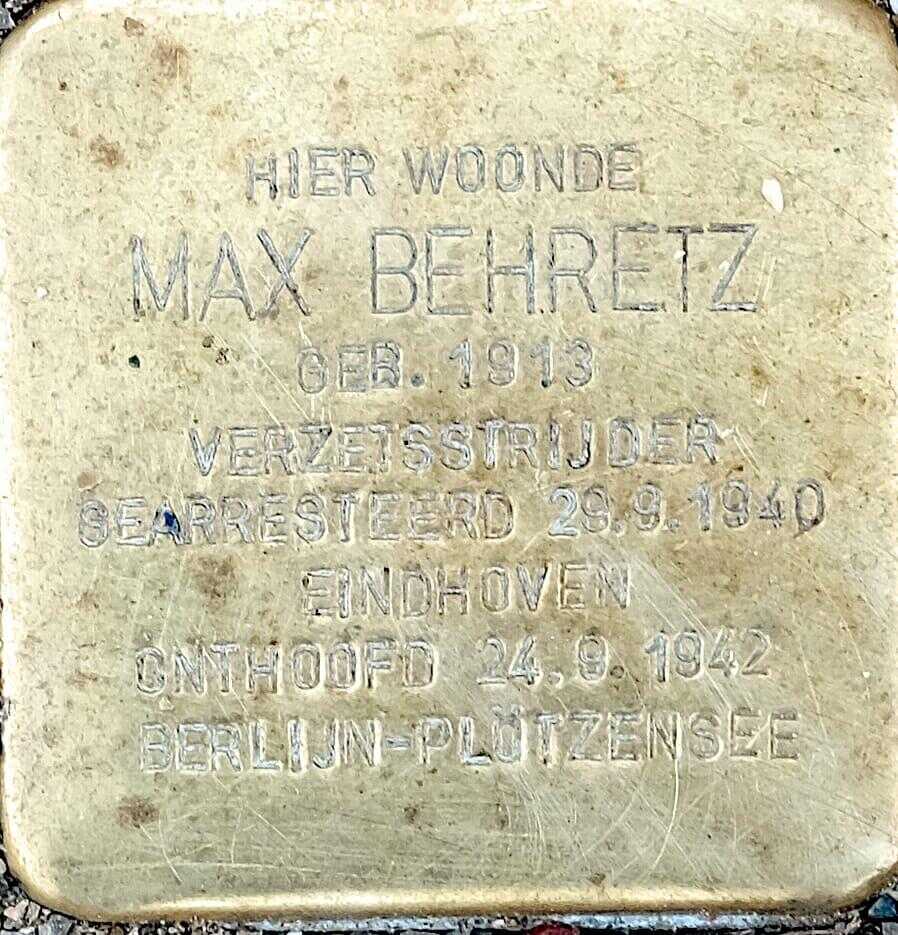 HIER WOONDE
MAX BEHRETZ
GEB. 1913
VERZETSSTRIJDER
GEARRESTEERD 29.9.1940
EINDHOVEN
ONTHOOFD 24.9.1942
BERLIJN-PLÖTZENSEE